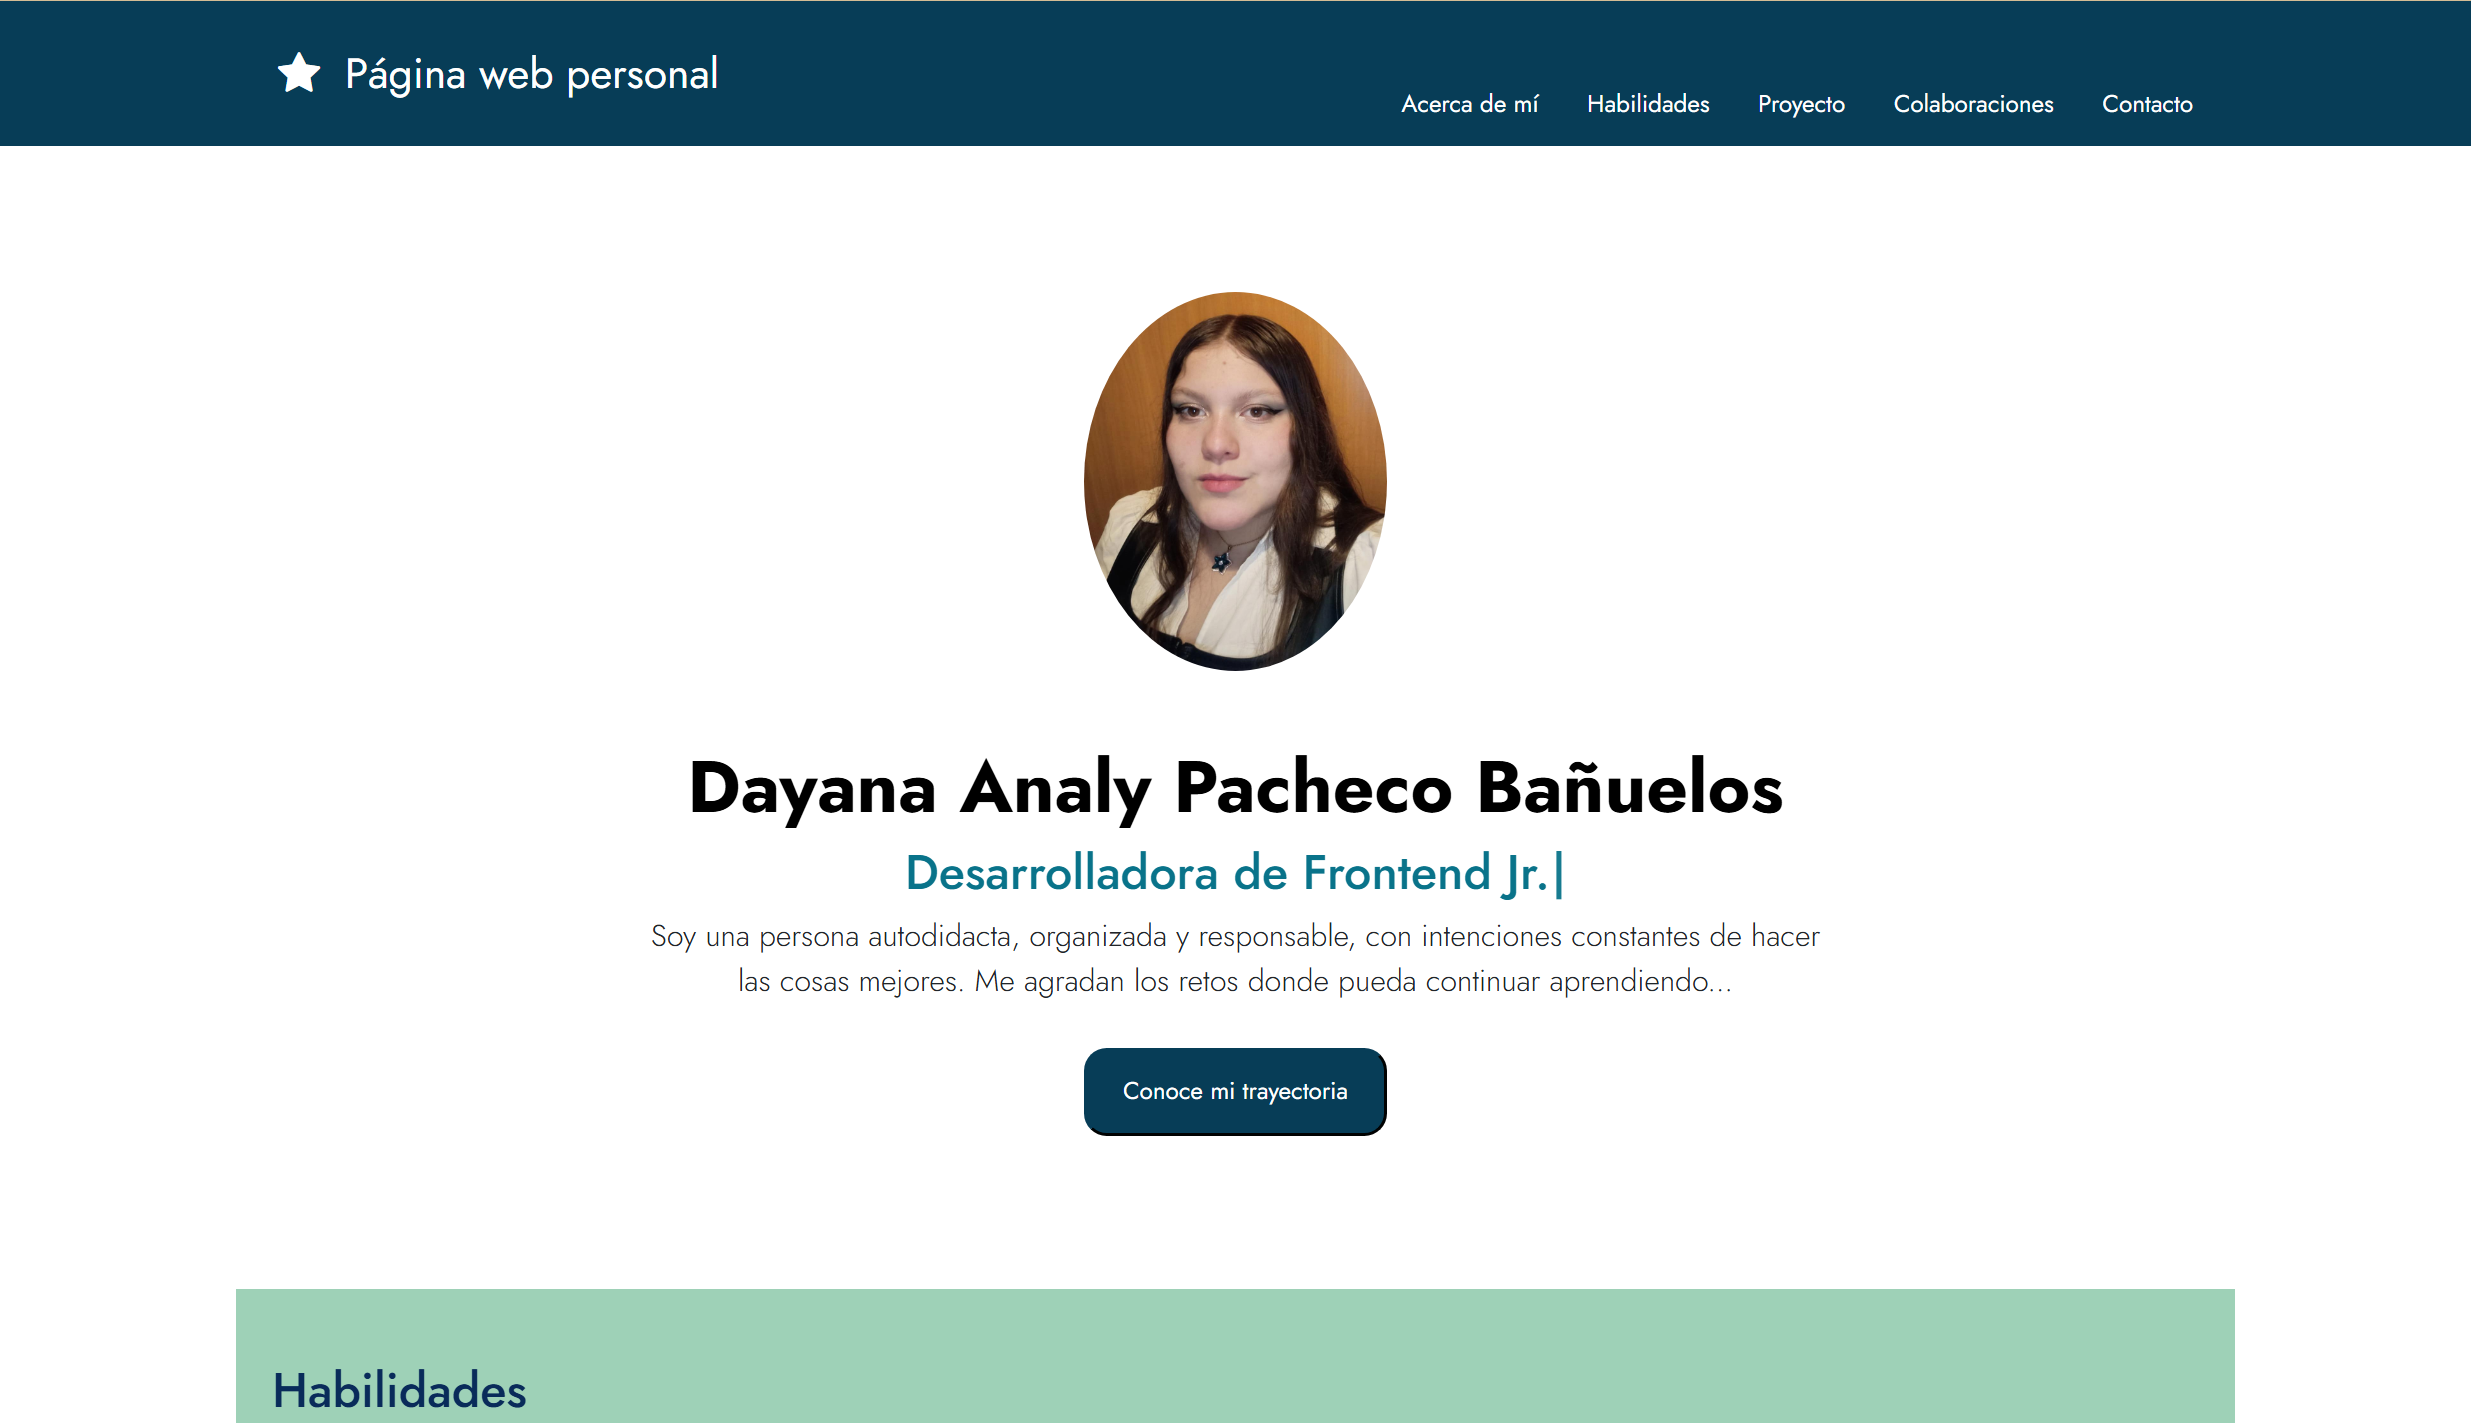 Página web personal
Acerca de mí Habilidades Proyecto Colaboraciones Contacto
Dayana Analy Pacheco Bañuelos
Desarrolladora de Frontend Jr.|
Soy una persona autodidacta, organizada y responsable, con intenciones constantes de hacer
las cosas mejores. Me agradan los retos donde pueda continuar aprendiendo...
Conoce mi trayectoria
Habilidades